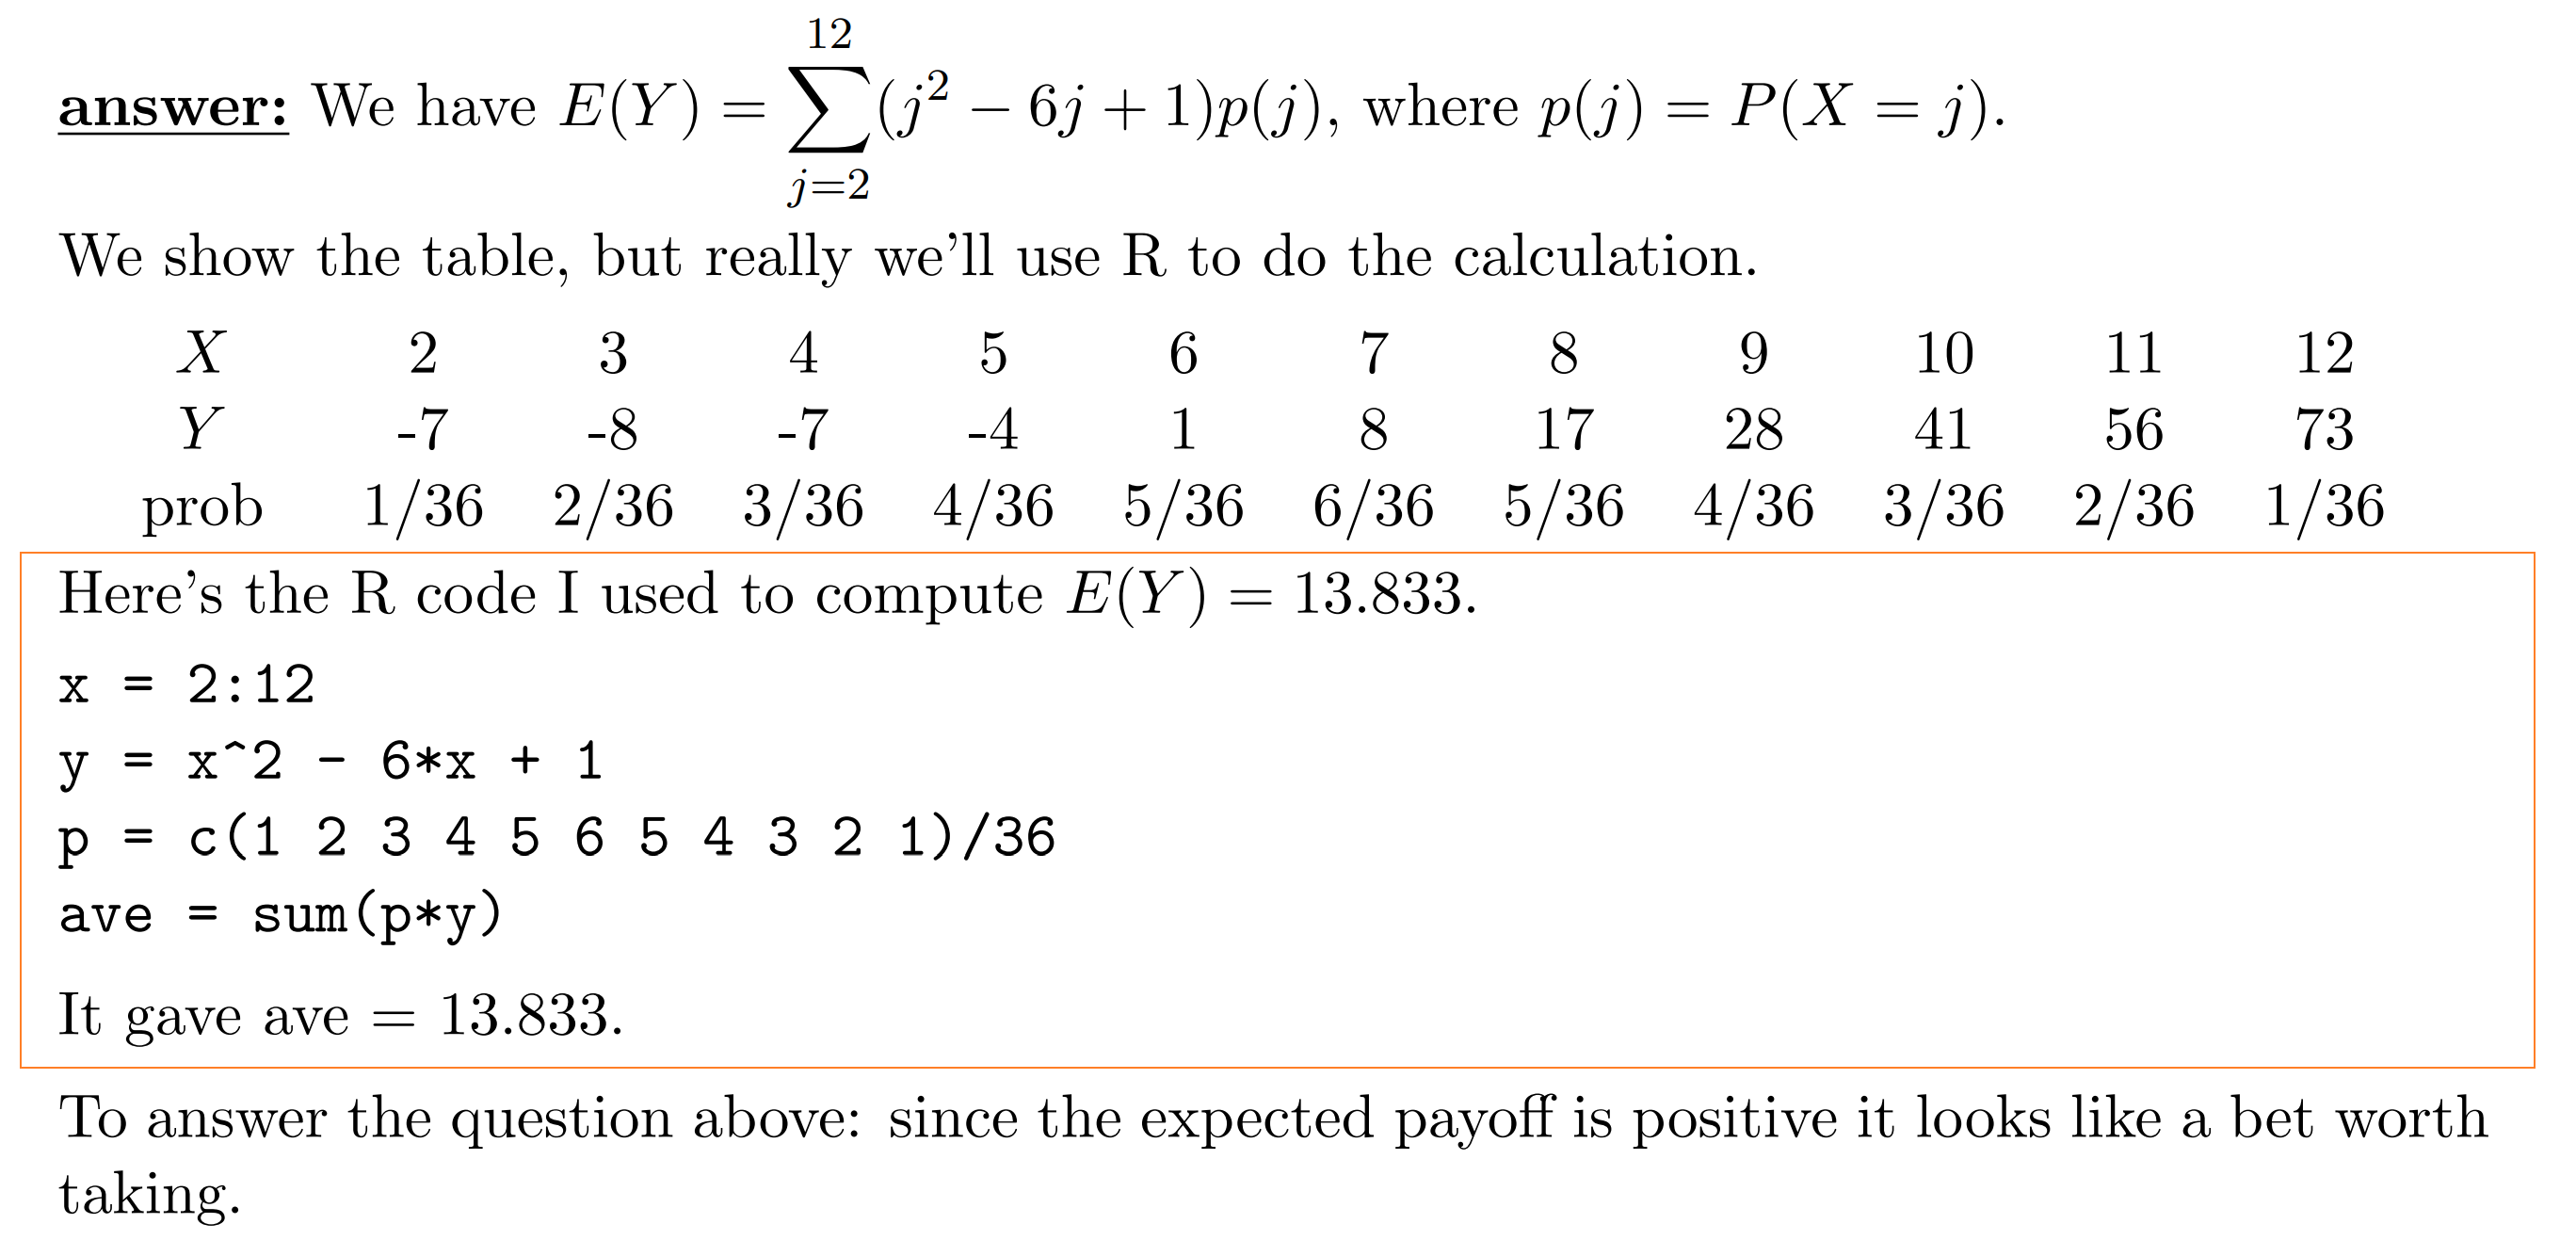 answer: We have $E(Y) = \sum_{j=2}^{12} (j^2 - 6j + 1)p(j)$, where $p(j) = P(X = j)$.
We show the table, but really we'll use R to do the calculation.
X 2 3 4 5 6 7 8 9 10 11 12
Y -7 -8 -7 -4 1 8 17 28 41 56 73
prob 1/36 2/36 3/36 4/36 5/36 6/36 5/36 4/36 3/36 2/36 1/36
Here's the R code I used to compute $E(Y) = 13.833$.
x = 2:12
y = x^2 - 6*x + 1
p = c(1 2 3 4 5 6 5 4 3 2 1)/36
ave = sum(p*y)
It gave ave = 13.833.
To answer the question above: since the expected payoff is positive it looks like a bet worth
taking.